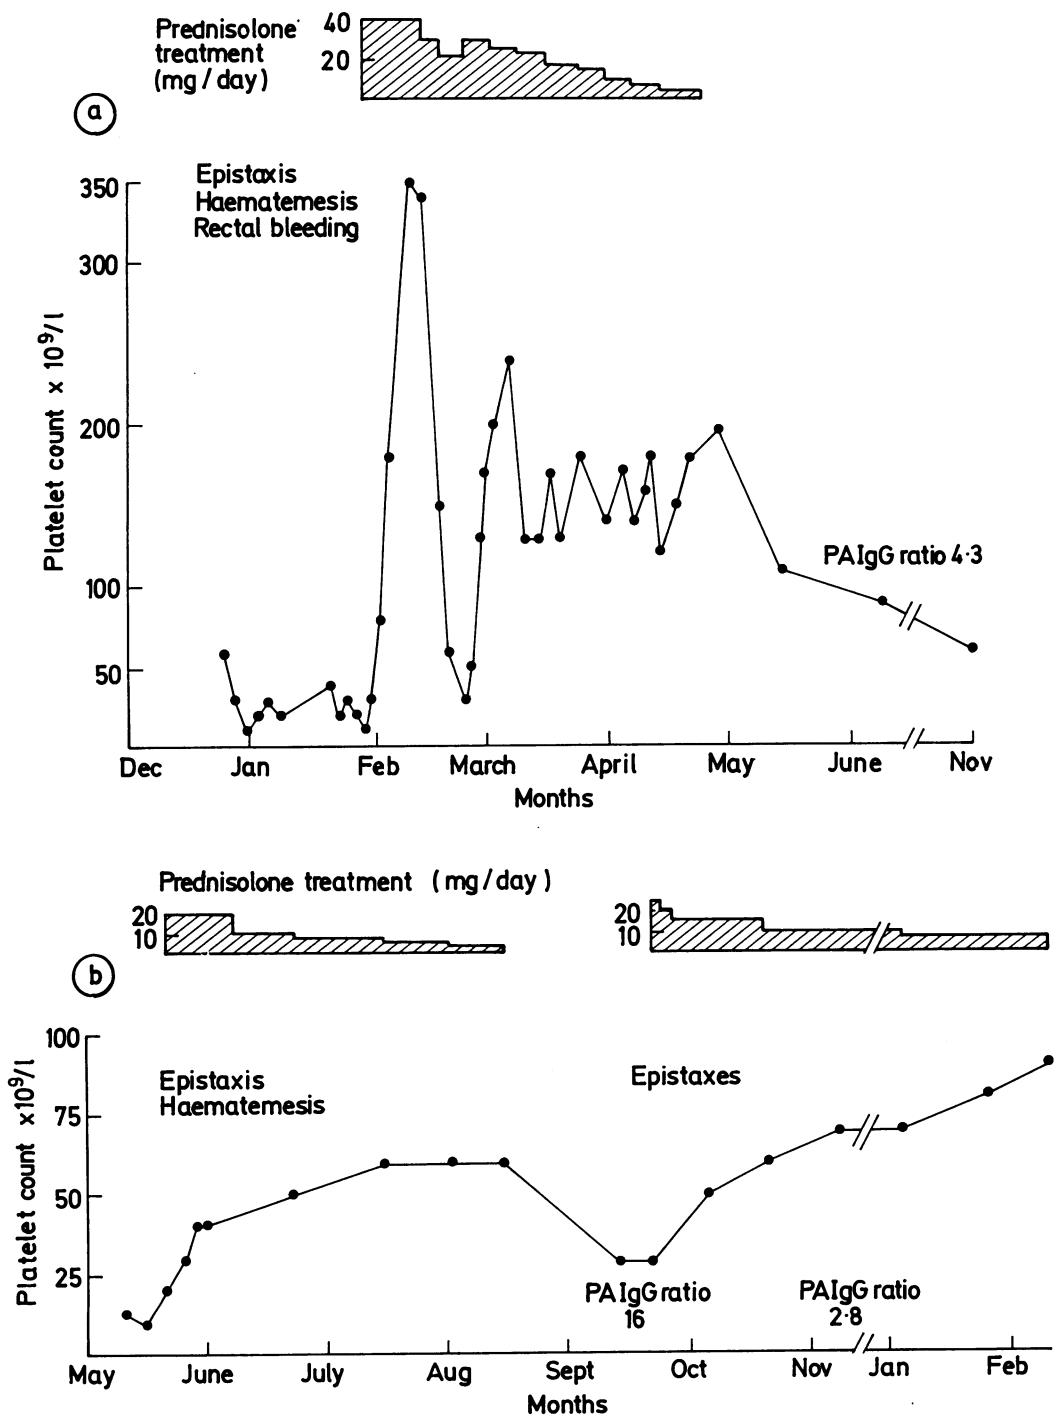 Prednisolone
treatment
(mg/day)
40
20
a
Epistaxis
Haematemesis
Rectal bleeding
350
300
200
100
50
Platelet count x 10⁹/l
PAIgG ratio 4·3
Dec Jan Feb March April May June Nov
Months
Prednisolone treatment (mg/day)
20
10
20
10
b
100
75
50
25
Platelet count x10⁹/l
Epistaxis
Haematemesis
Epistaxes
PAIgG ratio
16
PAIgG ratio
2·8
May June July Aug Sept Oct Nov Jan Feb
Months